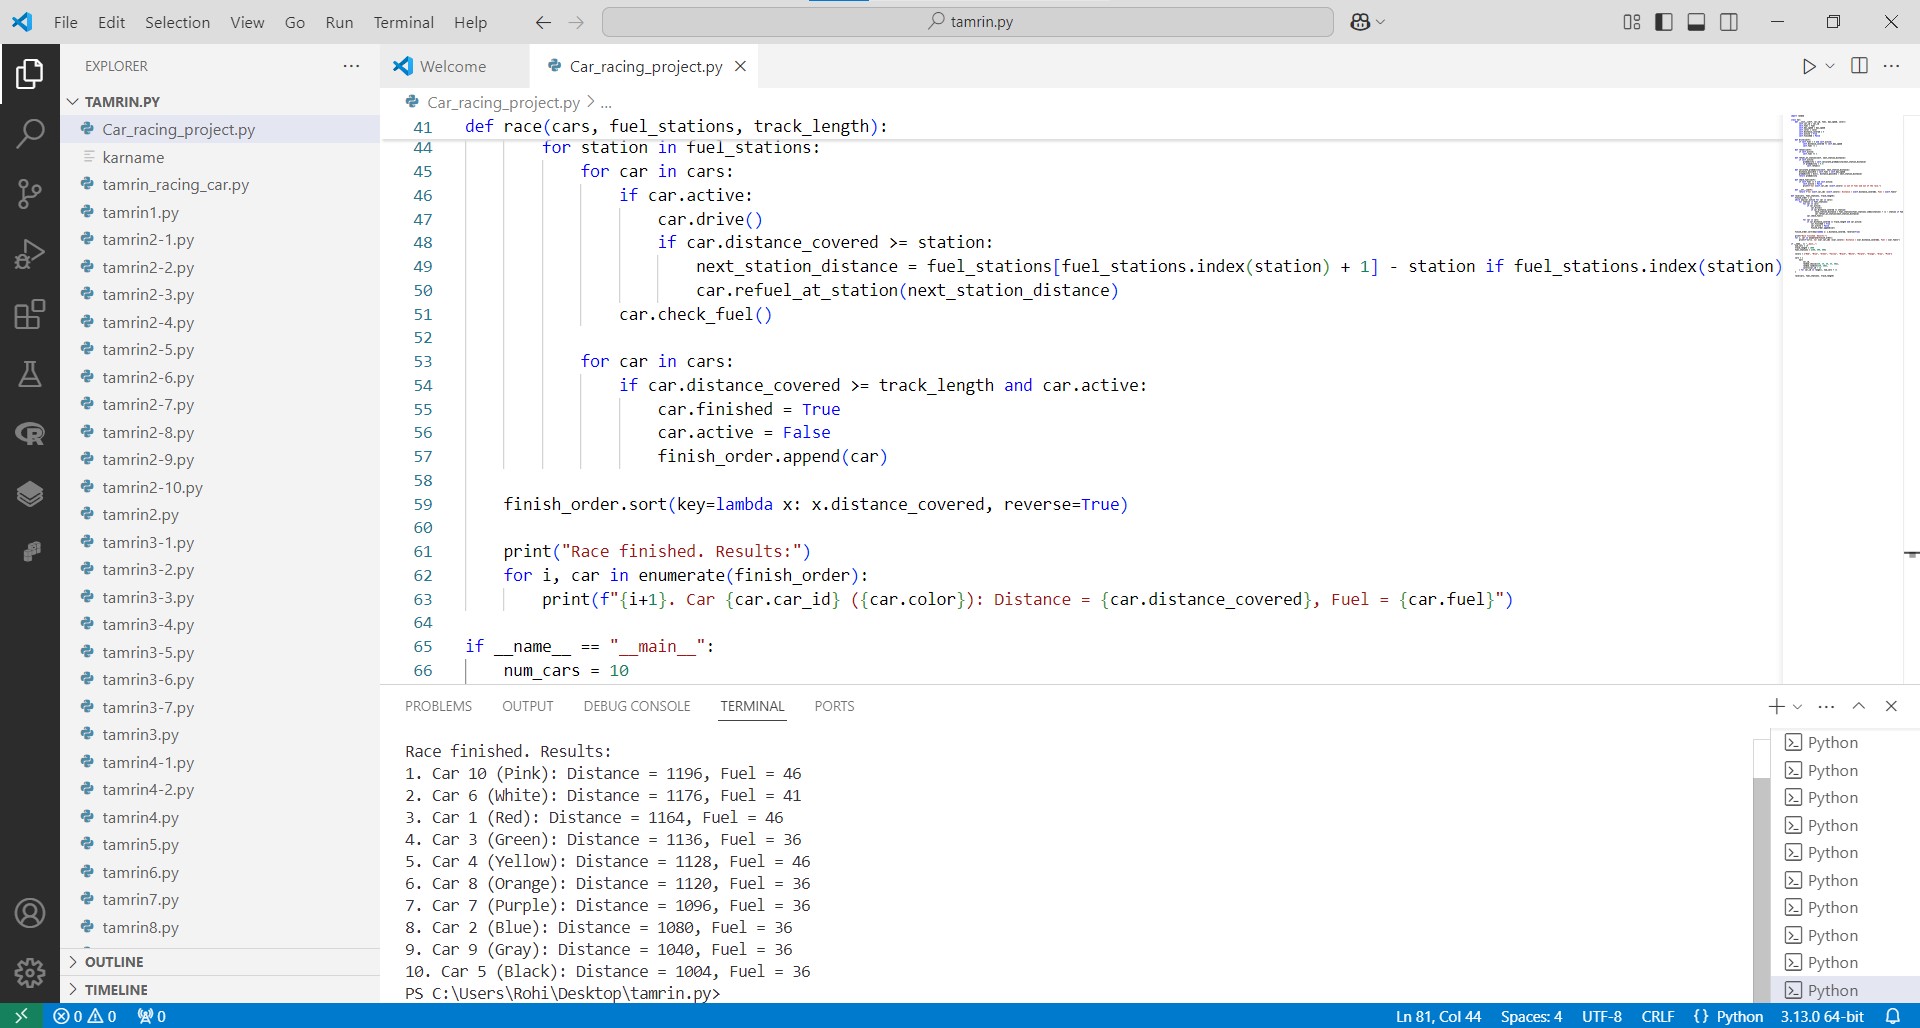 File Edit Selection View Go Run Terminal Help
tamrin.py
EXPLORER
TAMRIN.PY
Car_racing_project.py
karname
tamrin_racing_car.py
tamrin1.py
tamrin2-1.py
tamrin2-2.py
tamrin2-3.py
tamrin2-4.py
tamrin2-5.py
tamrin2-6.py
tamrin2-7.py
tamrin2-8.py
tamrin2-9.py
tamrin2-10.py
tamrin2.py
tamrin3-1.py
tamrin3-2.py
tamrin3-3.py
tamrin3-4.py
tamrin3-5.py
tamrin3-6.py
tamrin3-7.py
tamrin3.py
tamrin4-1.py
tamrin4-2.py
tamrin4.py
tamrin5.py
tamrin6.py
tamrin7.py
tamrin8.py
OUTLINE
TIMELINE
Welcome Car_racing_project.py
Car_racing_project.py > ...
41 def race(cars, fuel_stations, track_length):
44 for station in fuel_stations:
45 for car in cars:
46 if car.active:
47 car.drive()
48 if car.distance_covered >= station:
49 next_station_distance = fuel_stations[fuel_stations.index(station) + 1] - station if fuel_stations.index(station)
50 car.refuel_at_station(next_station_distance)
51 car.check_fuel()
52
53 for car in cars:
54 if car.distance_covered >= track_length and car.active:
55 car.finished = True
56 car.active = False
57 finish_order.append(car)
58
59 finish_order.sort(key=lambda x: x.distance_covered, reverse=True)
60
61 print("Race finished. Results:")
62 for i, car in enumerate(finish_order):
63 print(f"{i+1}. Car {car.car_id} ({car.color}): Distance = {car.distance_covered}, Fuel = {car.fuel}")
64
65 if __name__ == "__main__":
66 num_cars = 10
PROBLEMS OUTPUT DEBUG CONSOLE TERMINAL PORTS
Race finished. Results:
1. Car 10 (Pink): Distance = 1196, Fuel = 46
2. Car 6 (White): Distance = 1176, Fuel = 41
3. Car 1 (Red): Distance = 1164, Fuel = 46
4. Car 3 (Green): Distance = 1136, Fuel = 36
5. Car 4 (Yellow): Distance = 1128, Fuel = 46
6. Car 8 (Orange): Distance = 1120, Fuel = 36
7. Car 7 (Purple): Distance = 1096, Fuel = 36
8. Car 2 (Blue): Distance = 1080, Fuel = 36
9. Car 9 (Gray): Distance = 1040, Fuel = 36
10. Car 5 (Black): Distance = 1004, Fuel = 36
PS C:\Users\Rohi\Desktop\tamrin.py>
Python
Python
Python
Python
Python
Python
Python
Python
Python
Python
0 0 0 Ln 81, Col 44 Spaces: 4 UTF-8 CRLF {} Python 3.13.0 64-bit